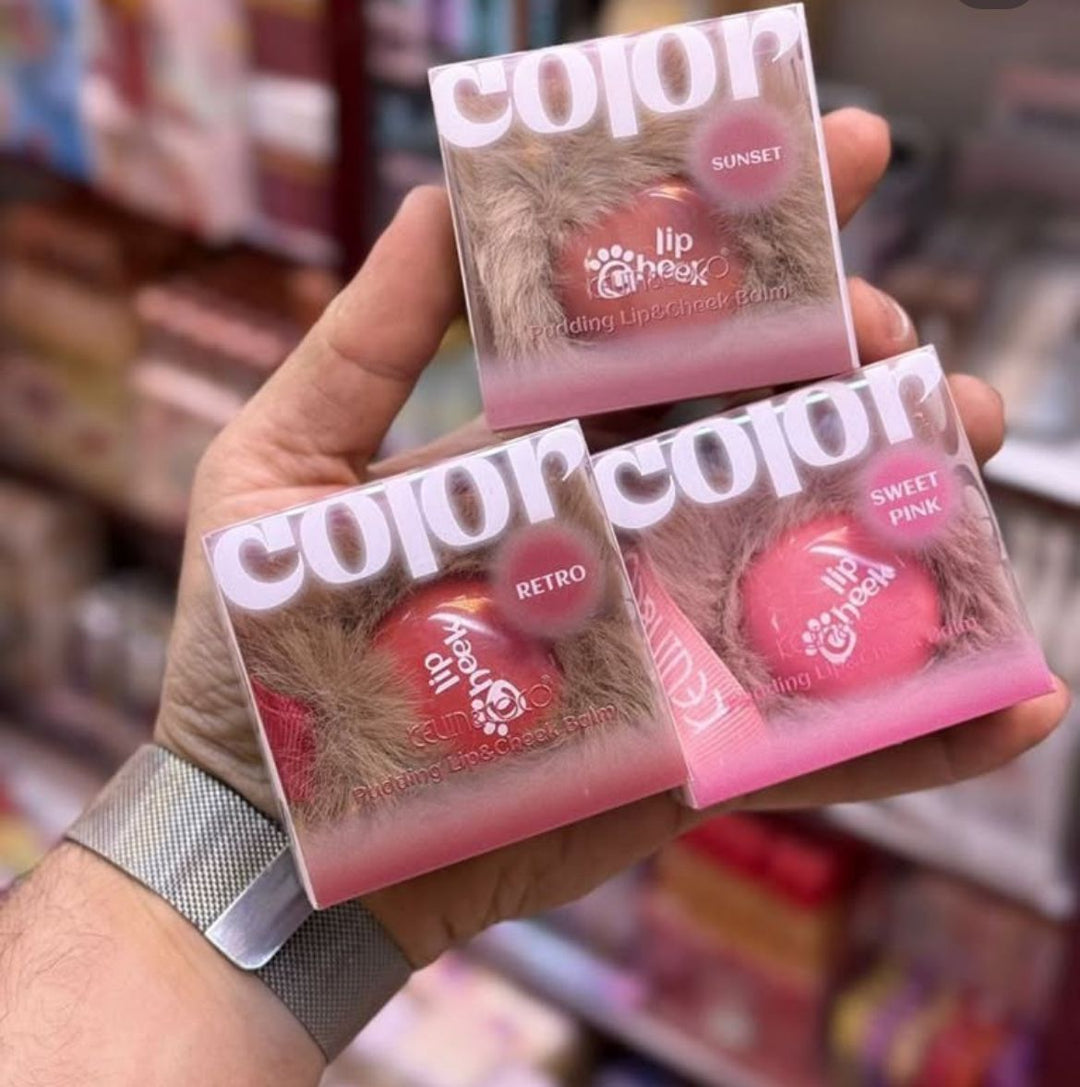 color
SUNSET
lip
Cheek
Pudding Lip&Cheek Balm
color
RETRO
lip
Cheek
Pudding Lip&Cheek Balm
color
SWEET
PINK
lip
Cheek
Balm